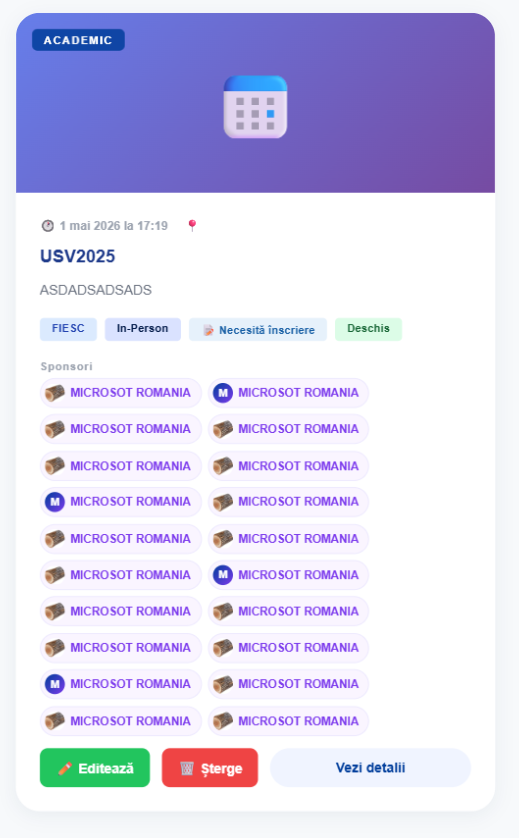 ACADEMIC
1 mai 2026 la 17:19
USV2025
ASDADSADSADS
FIESC In-Person Necesită înscriere Deschis
Sponsori
MICROSOT ROMANIA M MICROSOT ROMANIA
MICROSOT ROMANIA MICROSOT ROMANIA
MICROSOT ROMANIA MICROSOT ROMANIA
M MICROSOT ROMANIA MICROSOT ROMANIA
MICROSOT ROMANIA MICROSOT ROMANIA
MICROSOT ROMANIA M MICROSOT ROMANIA
MICROSOT ROMANIA MICROSOT ROMANIA
MICROSOT ROMANIA MICROSOT ROMANIA
M MICROSOT ROMANIA MICROSOT ROMANIA
MICROSOT ROMANIA MICROSOT ROMANIA
Editează Șterge Vezi detalii